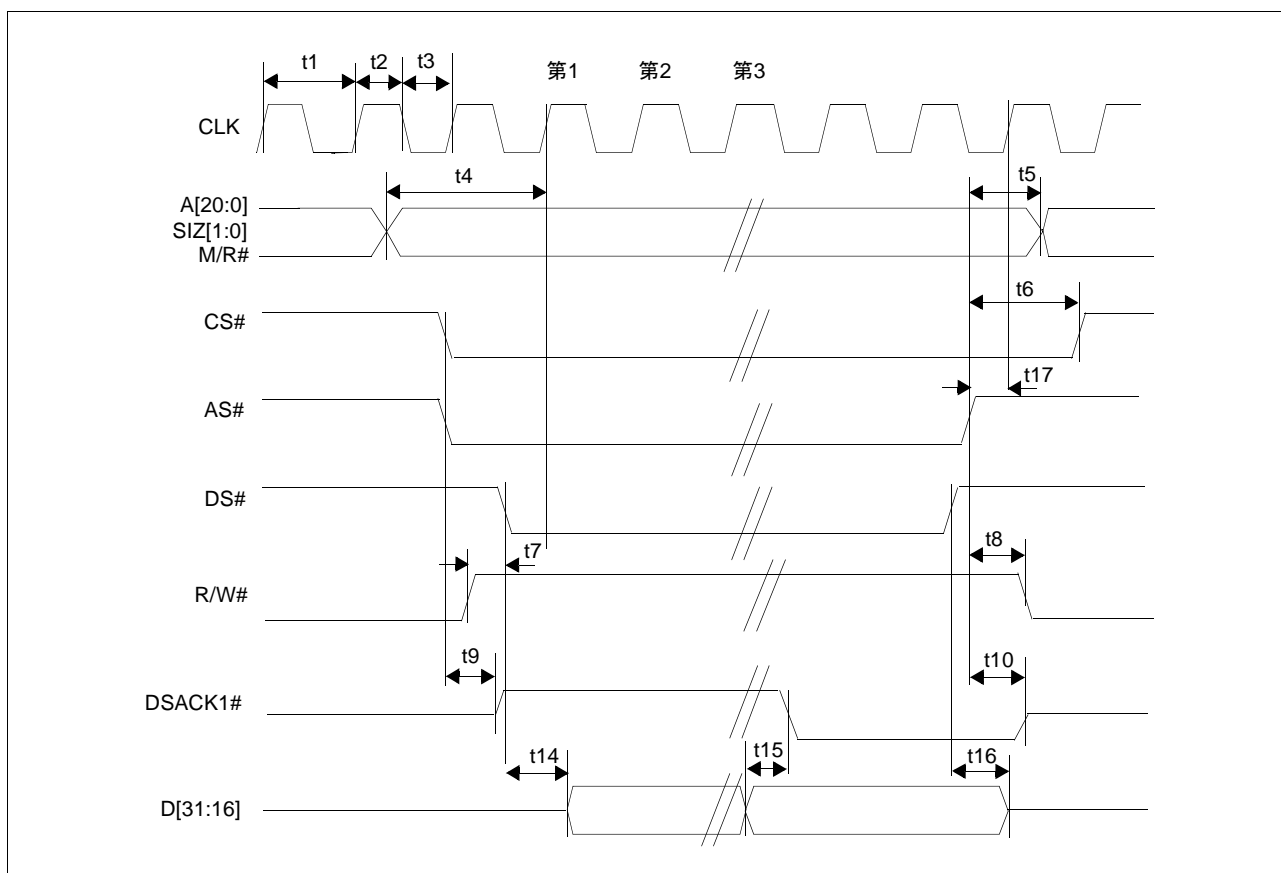 t1
t2
t3
第1
第2
第3
CLK
t4
t5
A[20:0]
SIZ[1:0]
M/R#
t6
CS#
t17
AS#
DS#
t7
t8
R/W#
t9
t10
DSACK1#
t14
t15
t16
D[31:16]